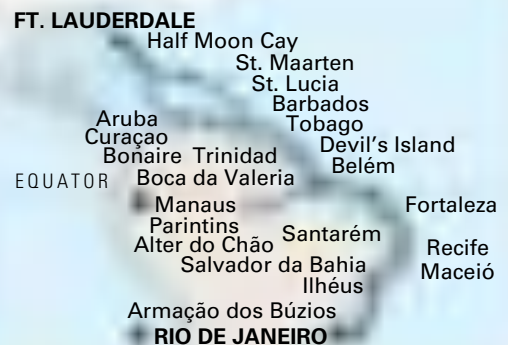 FT. LAUDERDALE
Half Moon Cay
St. Maarten
St. Lucia
Barbados
Aruba
Tobago
Curaçao
Devil's Island
Bonaire
Trinidad
Belém
EQUATOR
Boca da Valeria
Manaus
Fortaleza
Parintins
Santarém
Alter do Chão
Recife
Salvador da Bahia
Maceió
Ilhéus
Armação dos Búzios
RIO DE JANEIRO